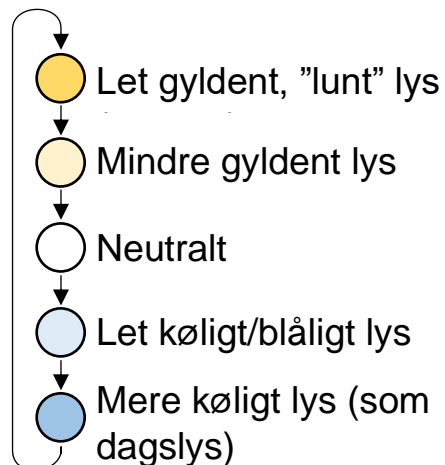 Let gyldent, ”lunt” lys
Mindre gyldent lys
Neutralt
Let køligt/blåligt lys
Mere køligt lys (som
dagslys)